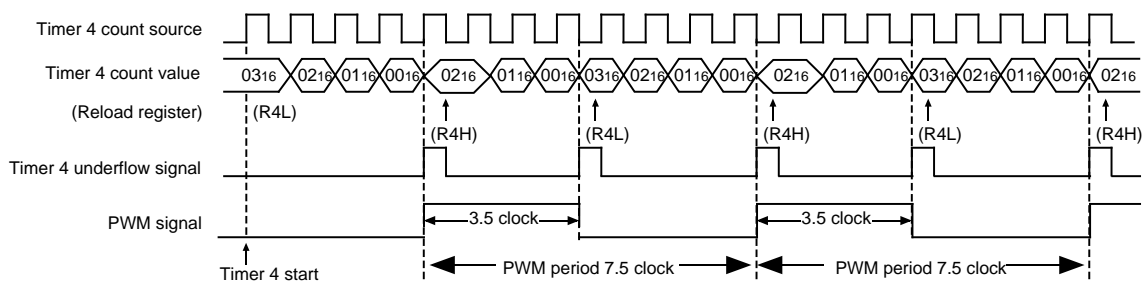 Timer 4 count source
Timer 4 count value
0316 0216 0116 0016 0216 0116 0016 0316 0216 0116 0016 0216 0116 0016 0316 0216 0116 0016 0216
(Reload register)
(R4L) (R4H) (R4L) (R4H) (R4L) (R4H)
Timer 4 underflow signal
PWM signal
3.5 clock 3.5 clock
Timer 4 start
PWM period 7.5 clock PWM period 7.5 clock